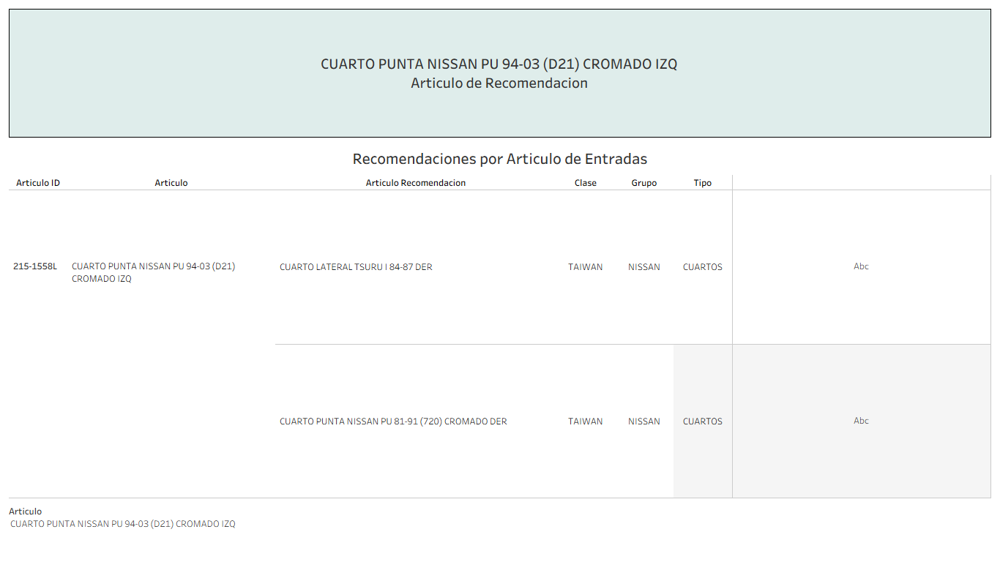 CUARTO PUNTA NISSAN PU 94-03 (D21) CROMADO IZQ
Articulo de Recomendacion
Recomendaciones por Articulo de Entradas
Articulo ID Articulo Articulo Recomendacion Clase Grupo Tipo
215-1558L CUARTO PUNTA NISSAN PU 94-03 (D21) CUARTO LATERAL TSURU I 84-87 DER TAIWAN NISSAN CUARTOS Abc
CROMADO IZQ
CUARTO PUNTA NISSAN PU 81-91 (720) CROMADO DER TAIWAN NISSAN CUARTOS Abc
Articulo
CUARTO PUNTA NISSAN PU 94-03 (D21) CROMADO IZQ